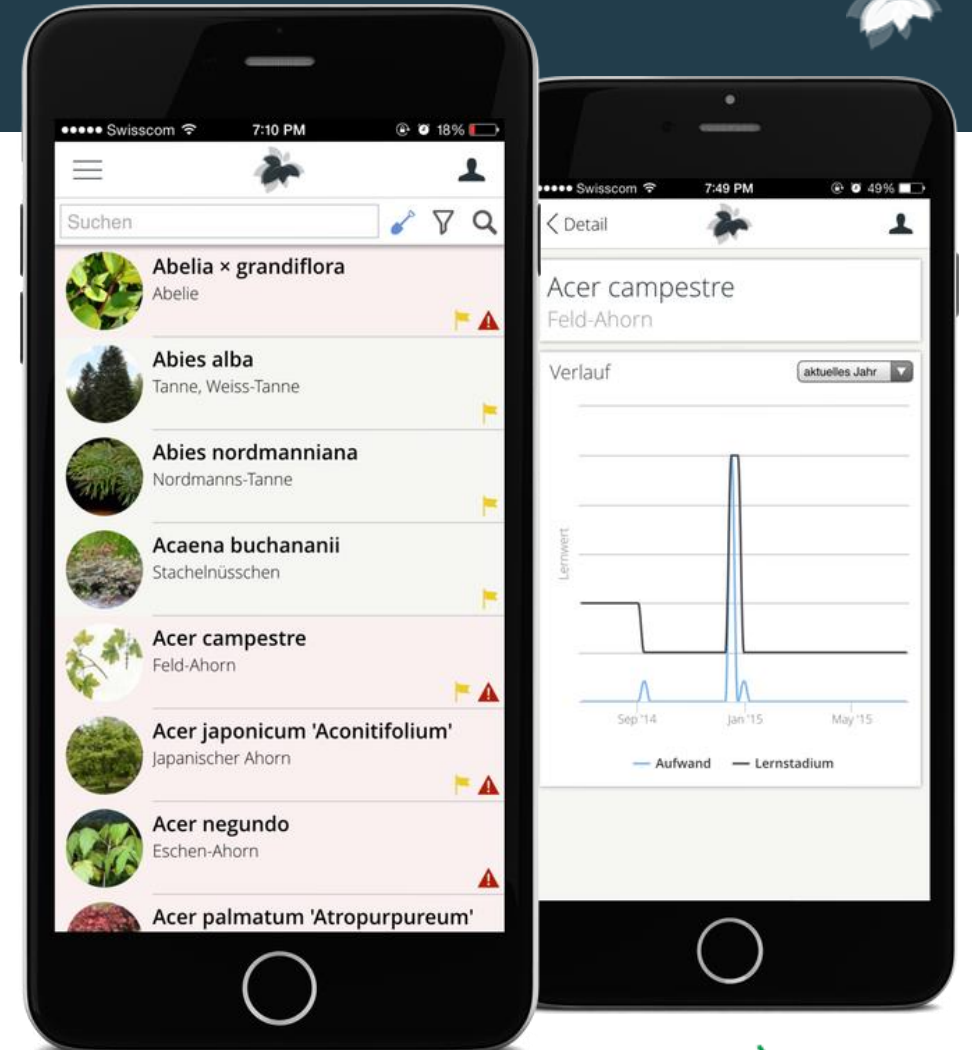 Swisscom 7:10 PM 18%
Suchen
Abelia × grandiflora
Abelie
Abies alba
Tanne, Weiss-Tanne
Abies nordmanniana
Nordmanns-Tanne
Acaena buchananii
Stachelnüsschen
Acer campestre
Feld-Ahorn
Acer japonicum 'Aconitifolium'
Japanischer Ahorn
Acer negundo
Eschen-Ahorn
Acer palmatum 'Atropurpureum'
Swisscom 7:49 PM 49%
Detail
Acer campestre
Feld-Ahorn
Verlauf aktuelles Jahr
Lernwert
Sep '14 Jan '15 May '15
Aufwand Lernstadium